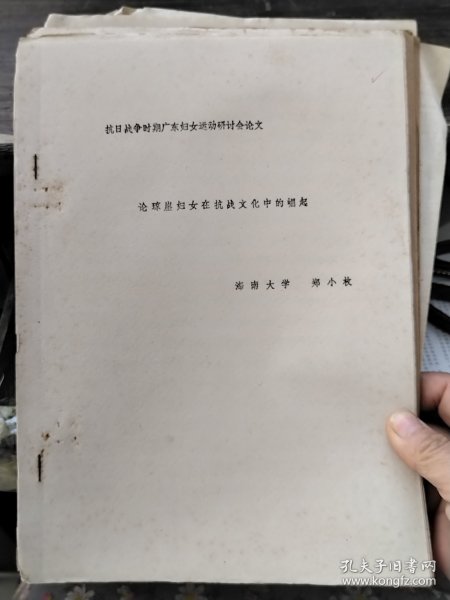 抗日战争时期广东妇女运动研讨会论文
论琼崖妇女在抗战文化中的崛起
海南大学 郑小枚
孔夫子旧书网
www.kongfz.com